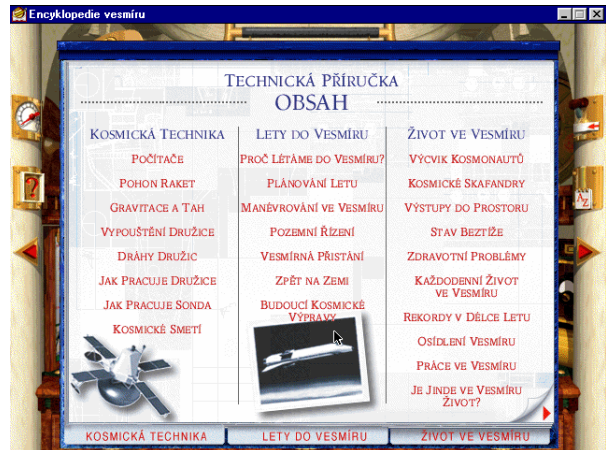 Encyklopedie vesmíru
TECHNICKÁ PŘÍRUČKA
OBSAH
KOSMICKÁ TECHNIKA
POČÍTAČE
POHON RAKET
GRAVITACE A TAH
VYPOUŠTĚNÍ DRUŽICE
DRÁHY DRUŽIC
JAK PRACUJE DRUŽICE
JAK PRACUJE SONDA
KOSMICKÉ SMETÍ
LETY DO VESMÍRU
PROČ LÉTÁME DO VESMÍRU?
PLÁNOVÁNÍ LETU
MANÉVROVÁNÍ VE VESMÍRU
POZEMNÍ ŘÍZENÍ
VESMÍRNÁ PŘISTÁNÍ
ZPĚT NA ZEMI
BUDOUCÍ KOSMICKÉ
VÝPRAVY
ŽIVOT VE VESMÍRU
VÝCVIK KOSMONAUTŮ
KOSMICKÉ SKAFANDRY
VÝSTUPY DO PROSTORU
STAV BEZTÍŽE
ZDRAVOTNÍ PROBLÉMY
KAŽDODENNÍ ŽIVOT
VE VESMÍRU
REKORDY V DÉLCE LETU
OSÍDLENÍ VESMÍRU
PRÁCE VE VESMÍRU
JE JINDE VE VESMÍRU
ŽIVOT?
?
A
Z
KOSMICKÁ TECHNIKA
LETY DO VESMÍRU
ŽIVOT VE VESMÍRU